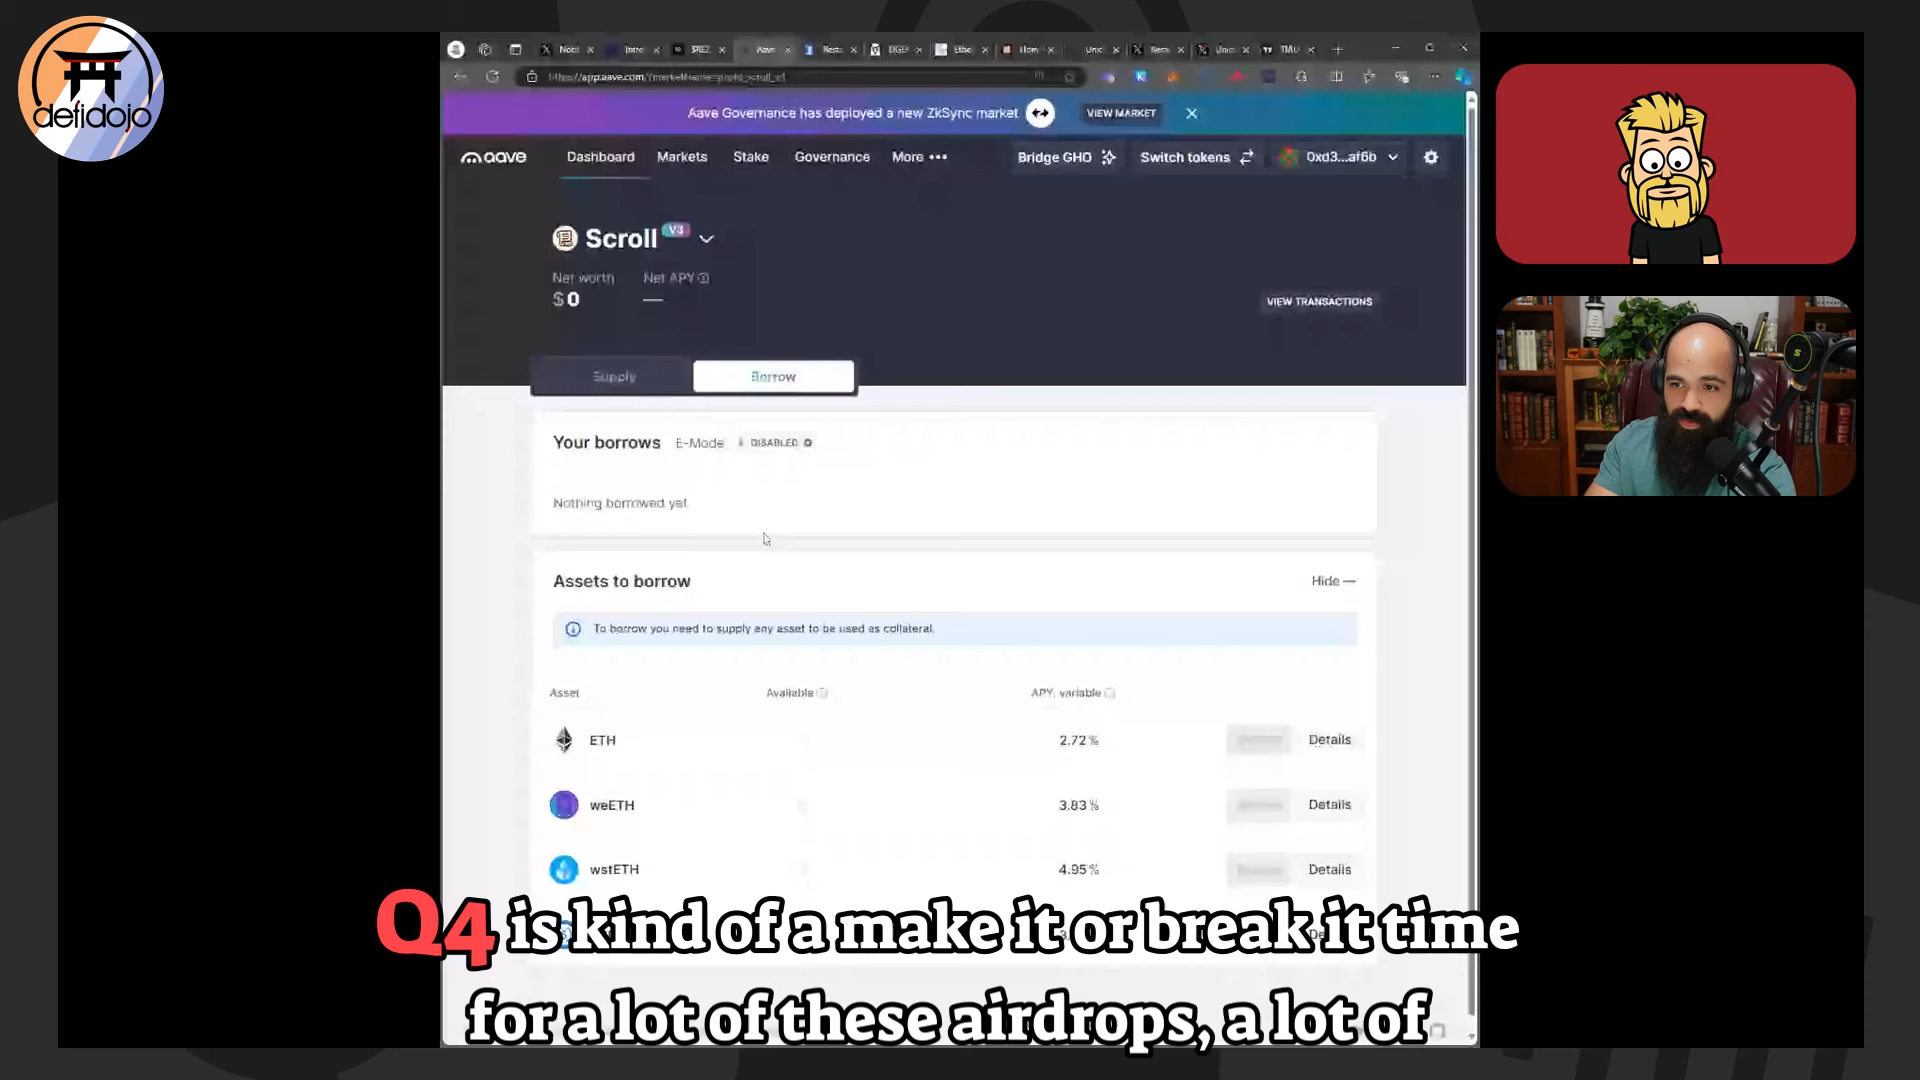 defidojo
Aave Governance has deployed a new ZkSync market
VIEW MARKET
aave
Dashboard
Markets
Stake
Governance
More
Bridge GHO
Switch tokens
0xd3...af6b
Scroll V3
Net worth
Net APY
$0
—
VIEW TRANSACTIONS
Supply
Borrow
Your borrows
E-Mode
DISABLED
Nothing borrowed yet
Assets to borrow
Hide —
To borrow you need to supply any asset to be used as collateral.
Asset
Available
APY, variable
ETH
2.72%
Details
weETH
3.83%
Details
wstETH
4.95%
Details
Q4 is kind of a make it or break it time
for a lot of these airdrops, a lot of